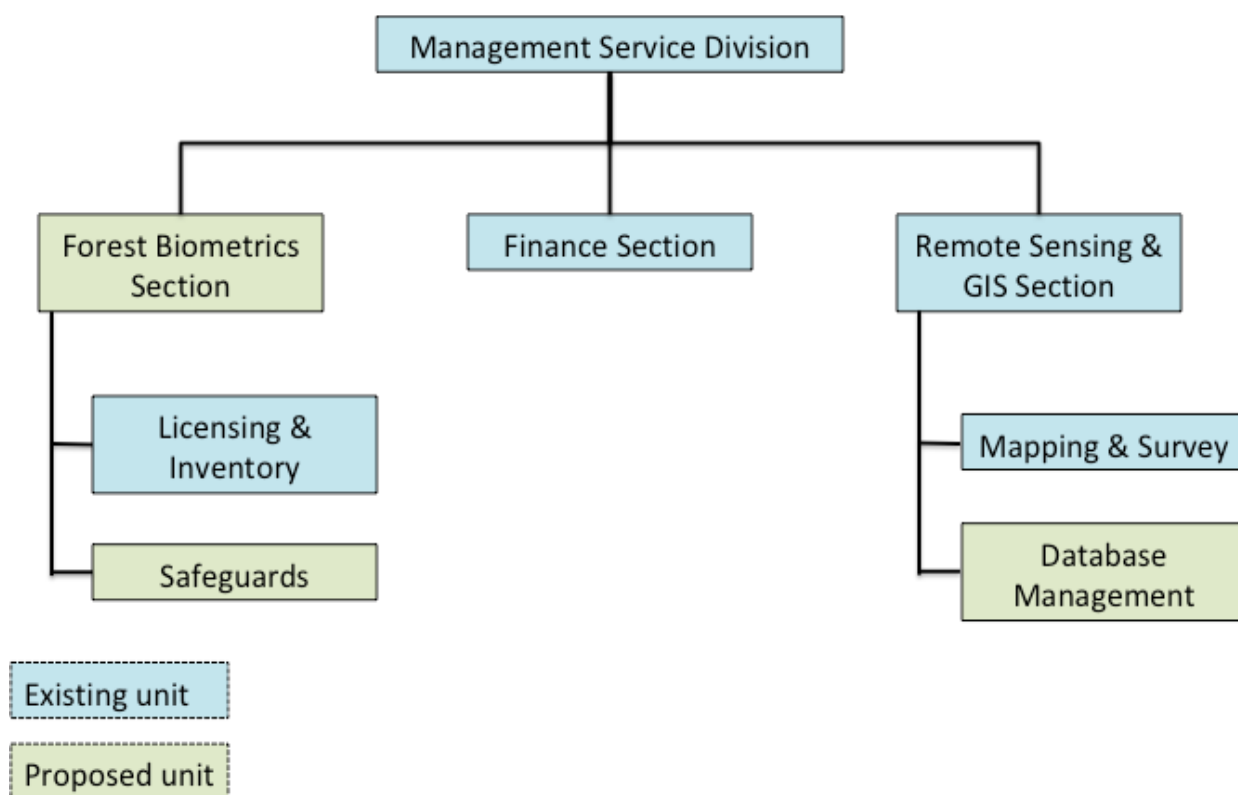 Management Service Division
Forest Biometrics
Section
Finance Section
Remote Sensing &
GIS Section
Licensing &
Inventory
Mapping & Survey
Safeguards
Database
Management
Existing unit
Proposed unit